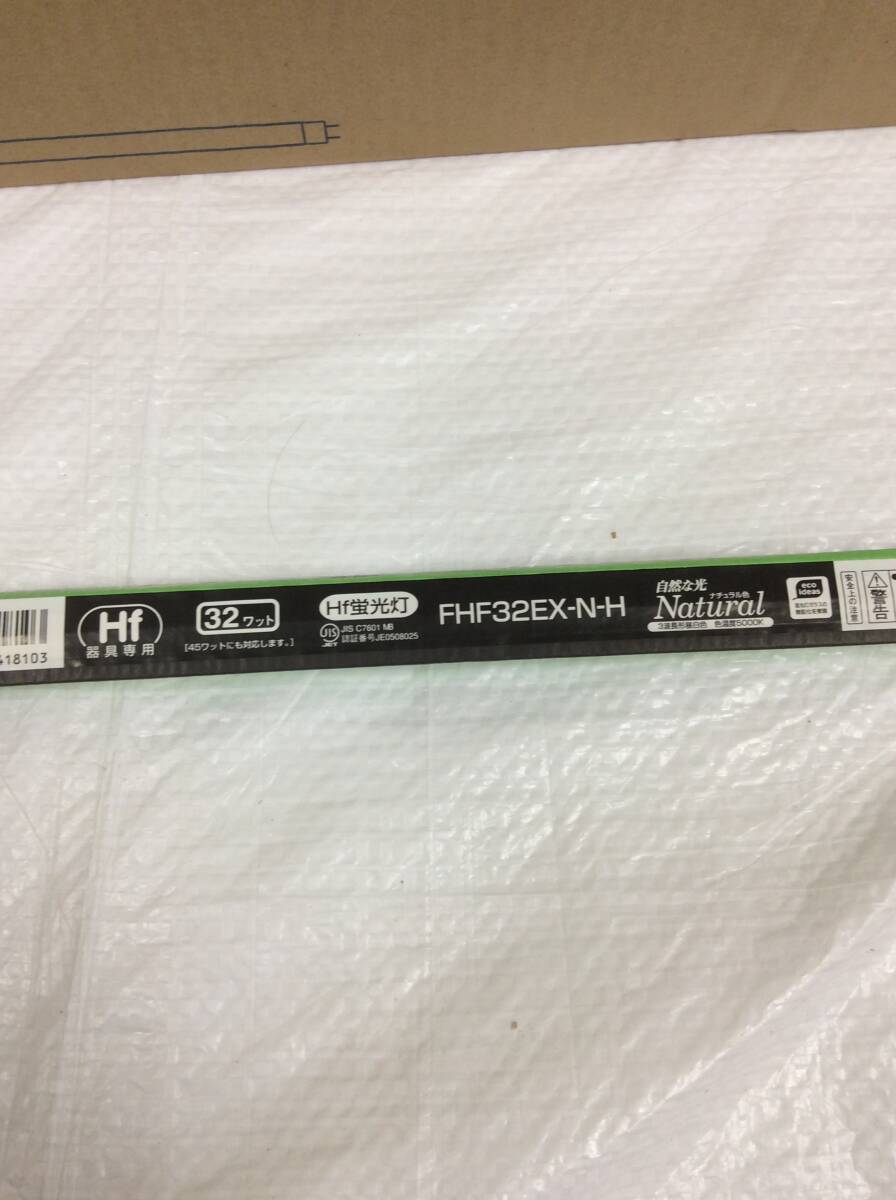 418103
Hf
器具専用
32ワット
[45ワットにも対応します。]
Hf蛍光灯
JIS
JET
JIS C7601 MB
認証番号JE0508025
FHF32EX-N-H
自然な光
ナチュラル色
Natural
3波長形昼白色 色温度5000K
eco
ideas
安全上の注意
警告